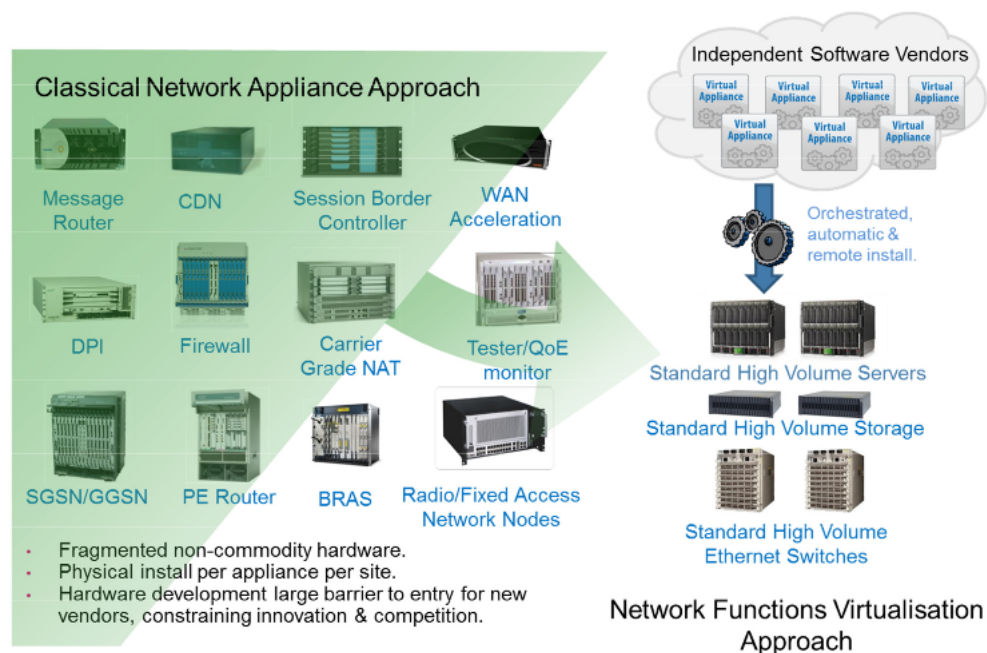 Classical Network Appliance Approach
Message
Router
CDN
Session Border
Controller
WAN
Acceleration
DPI
Firewall
Carrier
Grade NAT
Tester/QoE
monitor
SGSN/GGSN
PE Router
BRAS
Radio/Fixed Access
Network Nodes
• Fragmented non-commodity hardware.
• Physical install per appliance per site.
• Hardware development large barrier to entry for new
vendors, constraining innovation & competition.
Independent Software Vendors
Virtual
Appliance
Virtual
Appliance
Virtual
Appliance
Virtual
Appliance
Virtual
Appliance
Virtual
Appliance
Virtual
Appliance
Orchestrated,
automatic &
remote install.
Standard High Volume Servers
Standard High Volume Storage
Standard High Volume
Ethernet Switches
Network Functions Virtualisation
Approach